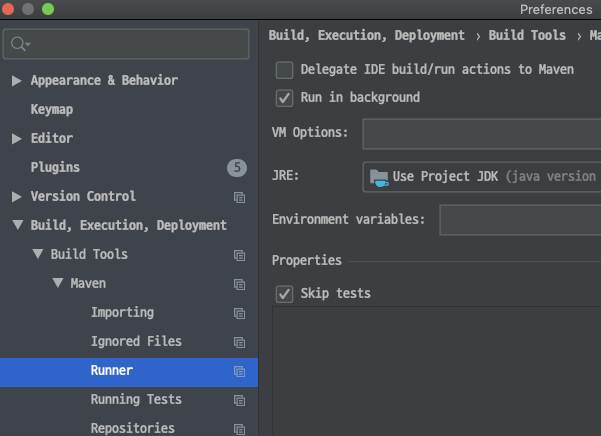 Preferences
Build, Execution, Deployment › Build Tools › Ma
Appearance & Behavior
Keymap
Editor
Plugins 5
Version Control
Build, Execution, Deployment
Build Tools
Maven
Importing
Ignored Files
Runner
Running Tests
Repositories
Delegate IDE build/run actions to Maven
Run in background
VM Options:
JRE: Use Project JDK (java version
Environment variables:
Properties
Skip tests